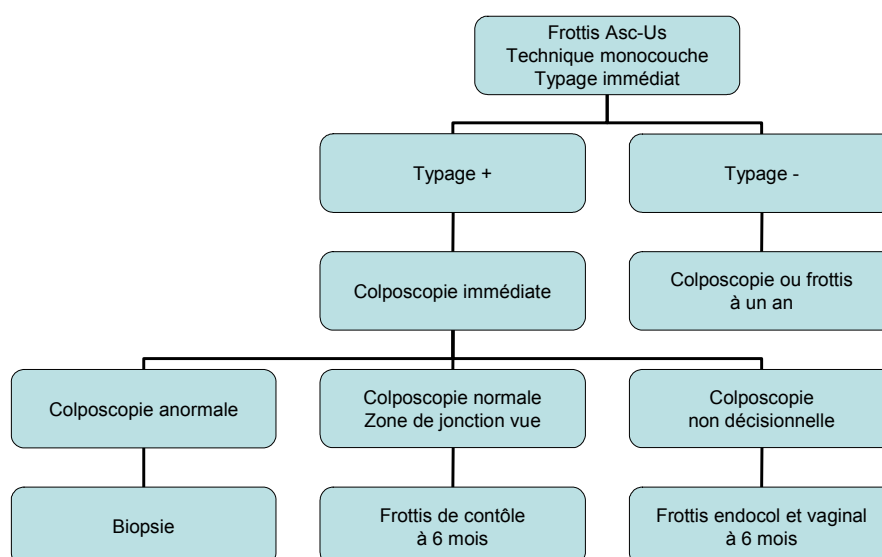 Frottis Asc-Us
Technique monocouche
Typage immédiat
Typage +
Typage -
Colposcopie immédiate
Colposcopie ou frottis
à un an
Colposcopie anormale
Colposcopie normale
Zone de jonction vue
Colposcopie
non décisionnelle
Biopsie
Frottis de contôle
à 6 mois
Frottis endocol et vaginal
à 6 mois